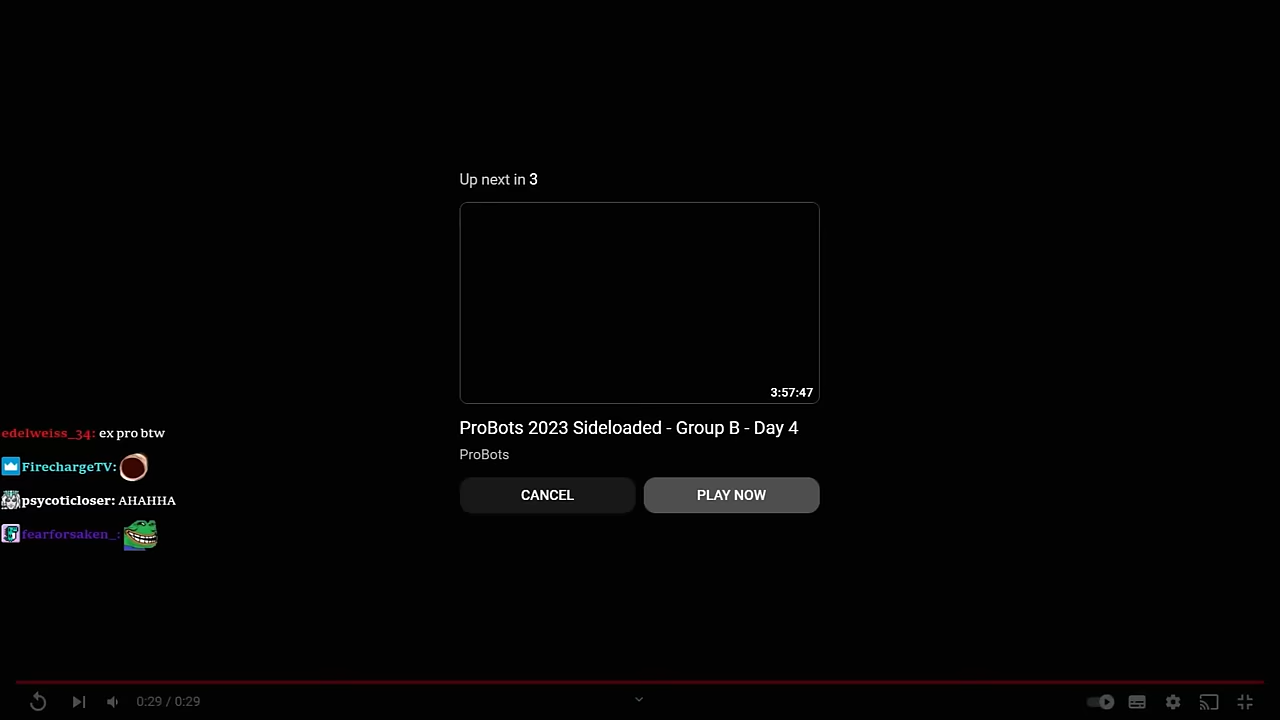 Up next in 3
3:57:47
ProBots 2023 Sideloaded - Group B - Day 4
ProBots
CANCEL
PLAY NOW
edelweiss_34: ex pro btw
FirechargeTV:
psycoticloser: AHAHHA
fearforsaken_:
0:29 / 0:29